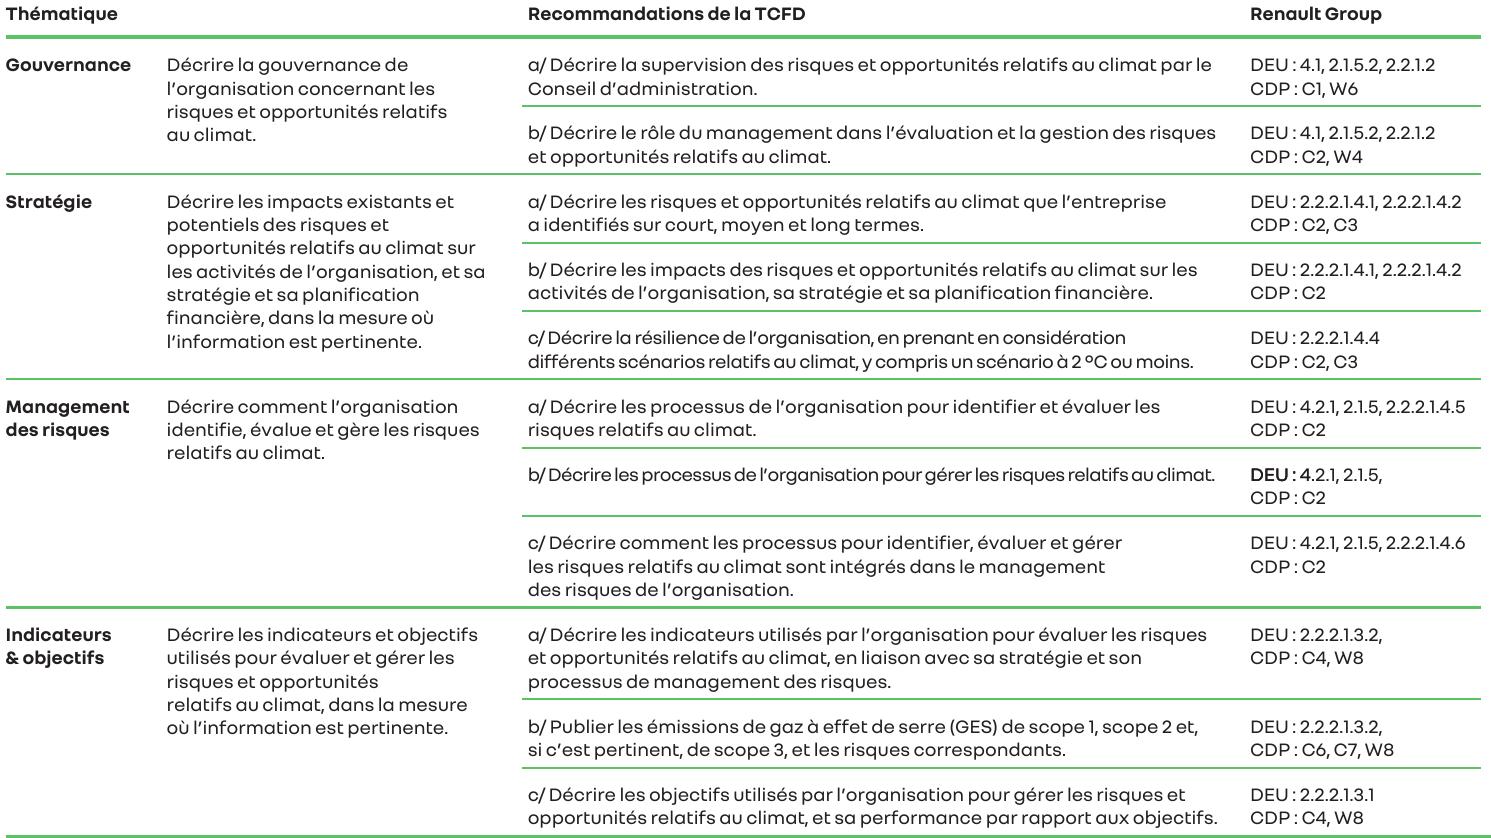 Thématique
Recommandations de la TCFD
Renault Group
Gouvernance
Décrire la gouvernance de
l'organisation concernant les
risques et opportunités relatifs
au climat.
a/ Décrire la supervision des risques et opportunités relatifs au climat par le
Conseil d'administration.
DEU : 4.1, 2.1.5.2, 2.2.1.2
CDP : C1, W6
b/ Décrire le rôle du management dans l'évaluation et la gestion des risques
et opportunités relatifs au climat.
DEU : 4.1, 2.1.5.2, 2.2.1.2
CDP : C2, W4
Stratégie
Décrire les impacts existants et
potentiels des risques et
opportunités relatifs au climat sur
les activités de l'organisation, et sa
stratégie et sa planification
financière, dans la mesure où
l'information est pertinente.
a/ Décrire les risques et opportunités relatifs au climat que l'entreprise
a identifiés sur court, moyen et long termes.
DEU : 2.2.2.1.4.1, 2.2.2.1.4.2
CDP : C2, C3
b/ Décrire les impacts des risques et opportunités relatifs au climat sur les
activités de l'organisation, sa stratégie et sa planification financière.
DEU : 2.2.2.1.4.1, 2.2.2.1.4.2
CDP : C2
c/ Décrire la résilience de l'organisation, en prenant en considération
différents scénarios relatifs au climat, y compris un scénario à 2 °C ou moins.
DEU : 2.2.2.1.4.4
CDP : C2, C3
Management
des risques
Décrire comment l'organisation
identifie, évalue et gère les risques
relatifs au climat.
a/ Décrire les processus de l'organisation pour identifier et évaluer les
risques relatifs au climat.
DEU : 4.2.1, 2.1.5, 2.2.2.1.4.5
CDP : C2
b/ Décrire les processus de l'organisation pour gérer les risques relatifs au climat.
DEU : 4.2.1, 2.1.5,
CDP : C2
c/ Décrire comment les processus pour identifier, évaluer et gérer
les risques relatifs au climat sont intégrés dans le management
des risques de l'organisation.
DEU : 4.2.1, 2.1.5, 2.2.2.1.4.6
CDP : C2
Indicateurs
& objectifs
Décrire les indicateurs et objectifs
utilisés pour évaluer et gérer les
risques et opportunités
relatifs au climat, dans la mesure
où l'information est pertinente.
a/ Décrire les indicateurs utilisés par l'organisation pour évaluer les risques
et opportunités relatifs au climat, en liaison avec sa stratégie et son
processus de management des risques.
DEU : 2.2.2.1.3.2,
CDP : C4, W8
b/ Publier les émissions de gaz à effet de serre (GES) de scope 1, scope 2 et,
si c'est pertinent, de scope 3, et les risques correspondants.
DEU : 2.2.2.1.3.2,
CDP : C6, C7, W8
c/ Décrire les objectifs utilisés par l'organisation pour gérer les risques et
opportunités relatifs au climat, et sa performance par rapport aux objectifs.
DEU : 2.2.2.1.3.1
CDP : C4, W8